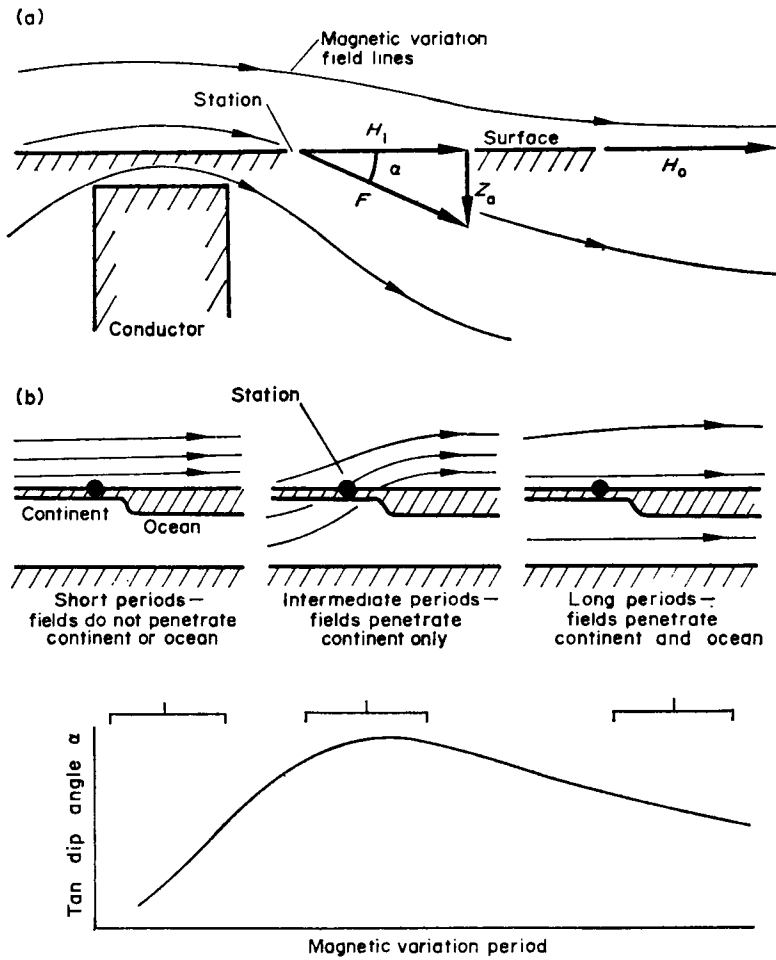 (a)
Magnetic variation
field lines
Station
H₁
Surface
α
F
Zₐ
Hₒ
Conductor
(b)
Station
Continent
Ocean
Short periods—
fields do not penetrate
continent or ocean
Intermediate periods—
fields penetrate
continent only
Long periods—
fields penetrate
continent and ocean
Tan dip angle α
Magnetic variation period